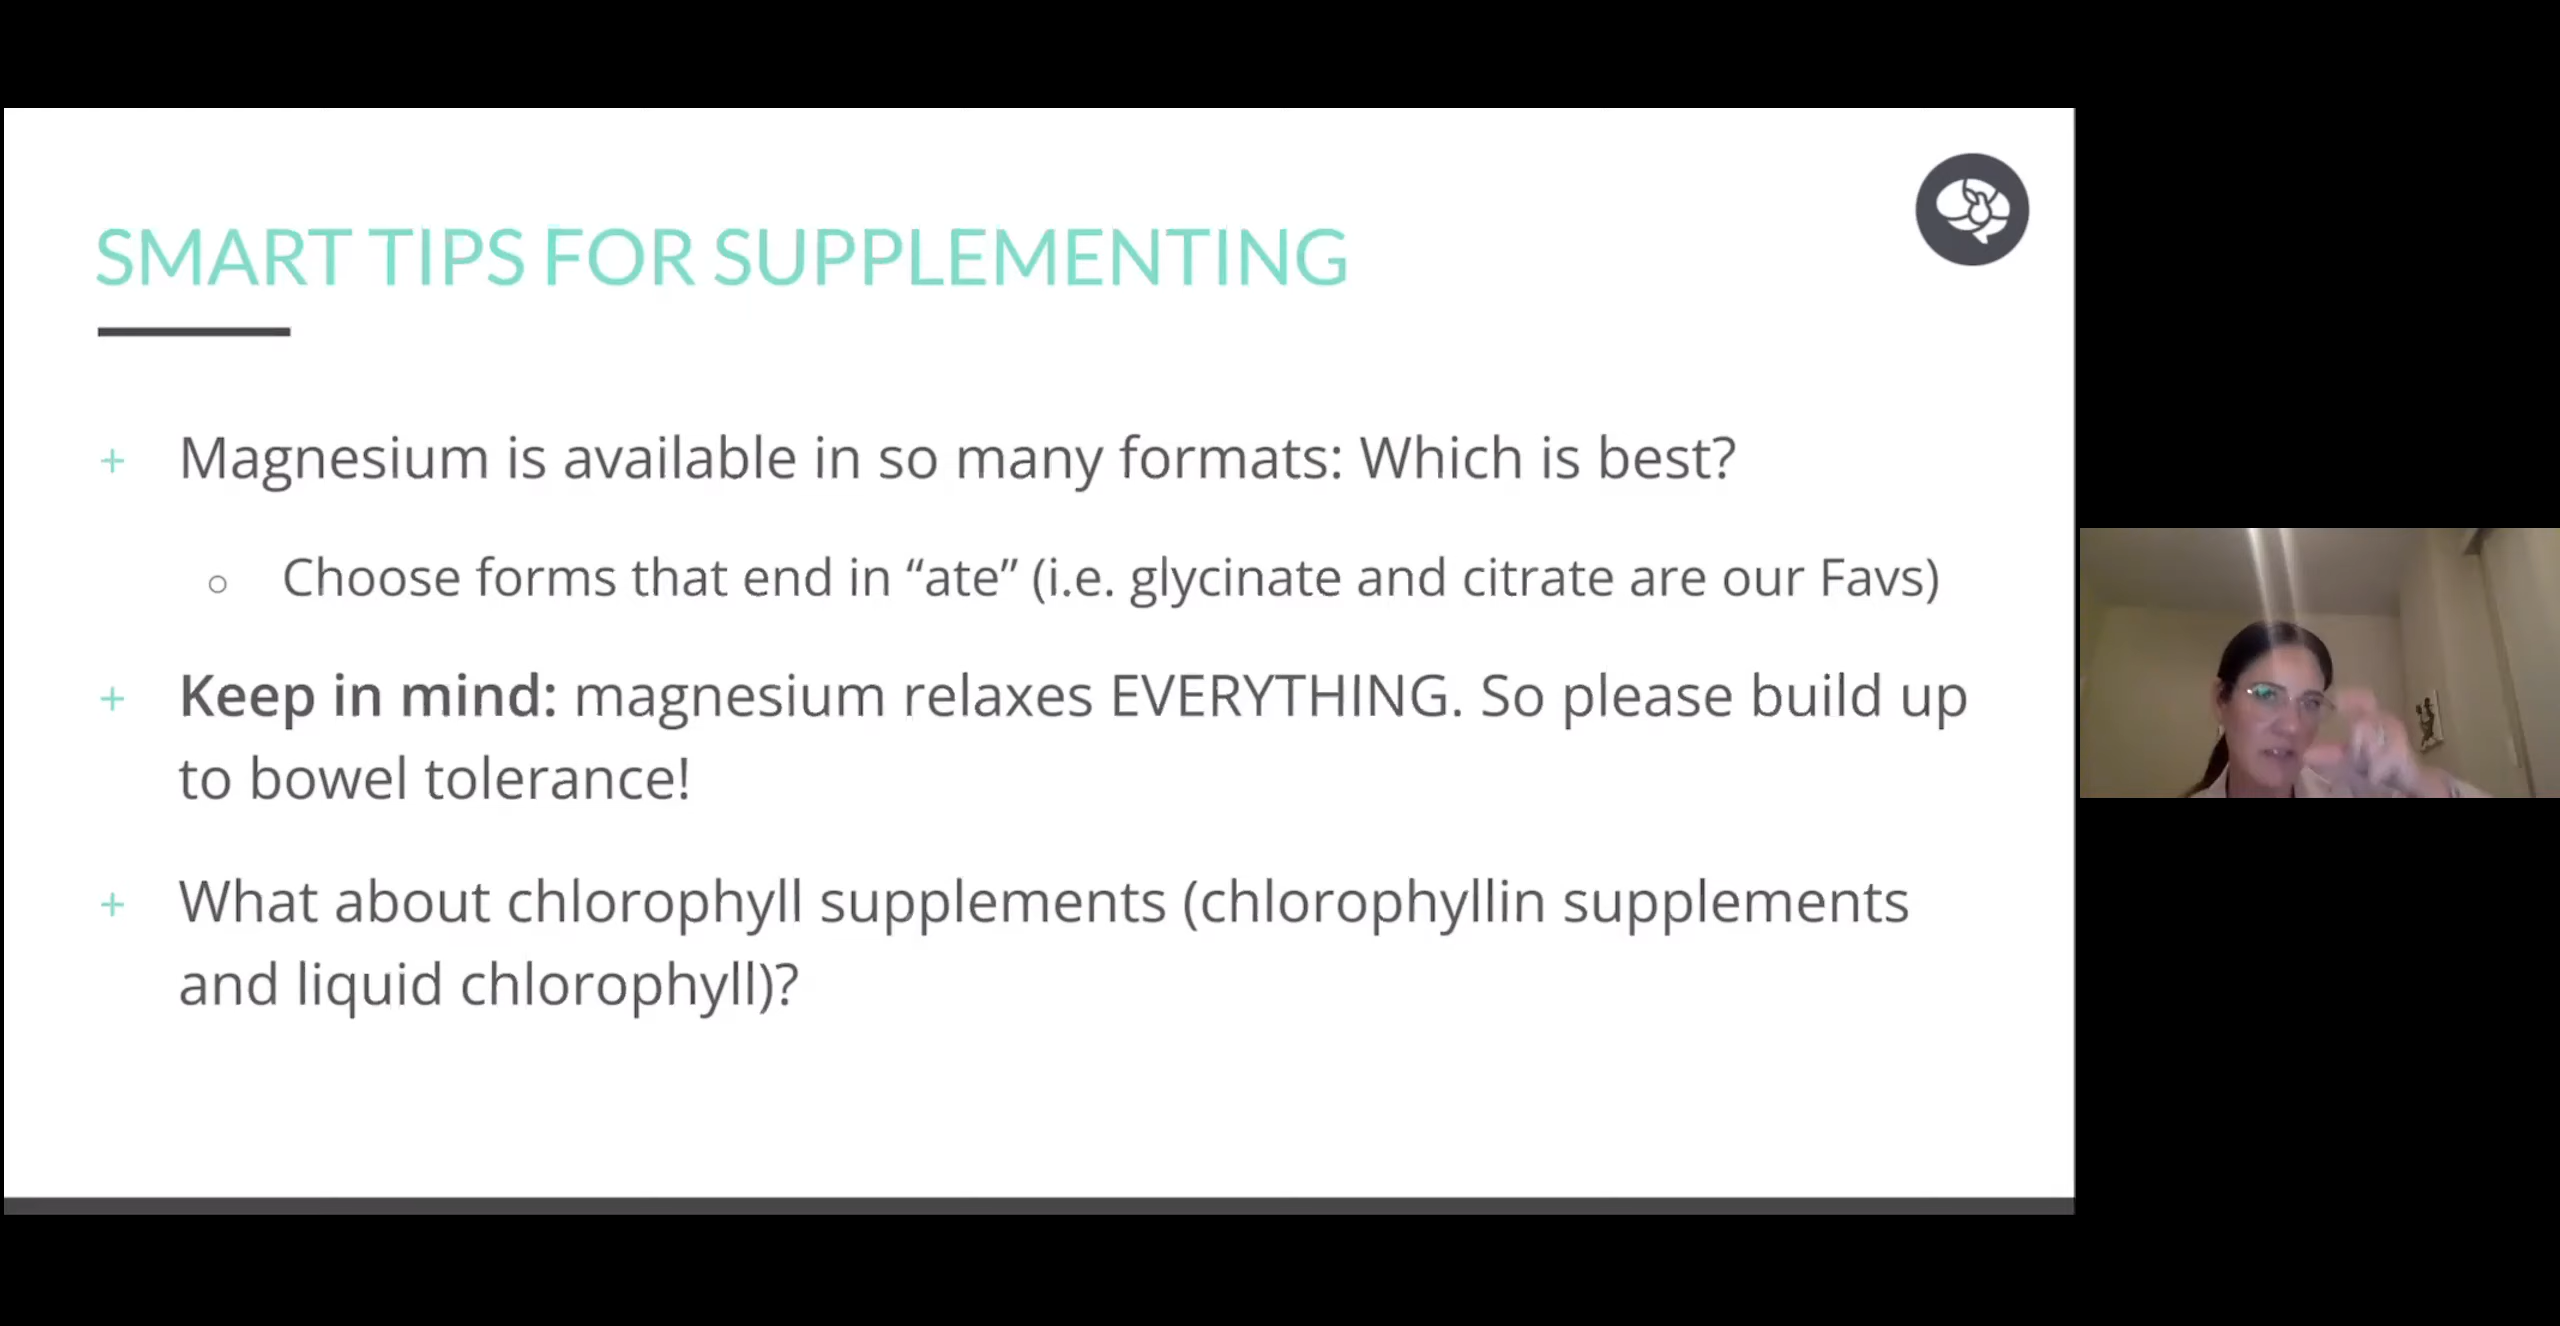 SMART TIPS FOR SUPPLEMENTING
+ Magnesium is available in so many formats: Which is best?
○ Choose forms that end in “ate” (i.e. glycinate and citrate are our Favs)
+ Keep in mind: magnesium relaxes EVERYTHING. So please build up
to bowel tolerance!
+ What about chlorophyll supplements (chlorophyllin supplements
and liquid chlorophyll)?